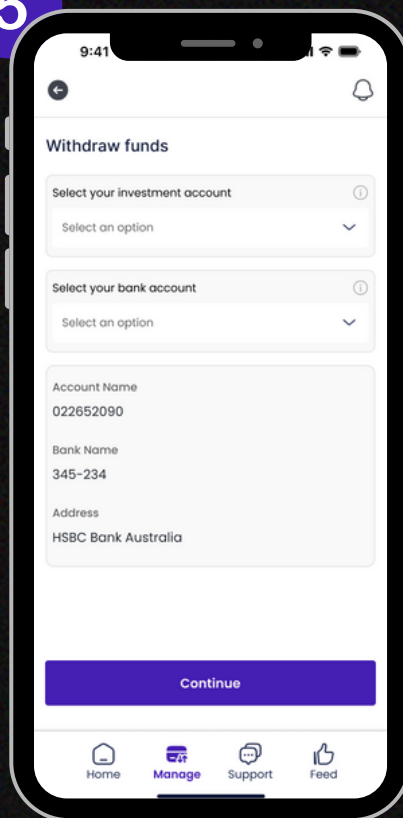 5
9:41
Withdraw funds
Select your investment account
Select an option
Select your bank account
Select an option
Account Name
022652090
Bank Name
345-234
Address
HSBC Bank Australia
Continue
Home Manage Support Feed